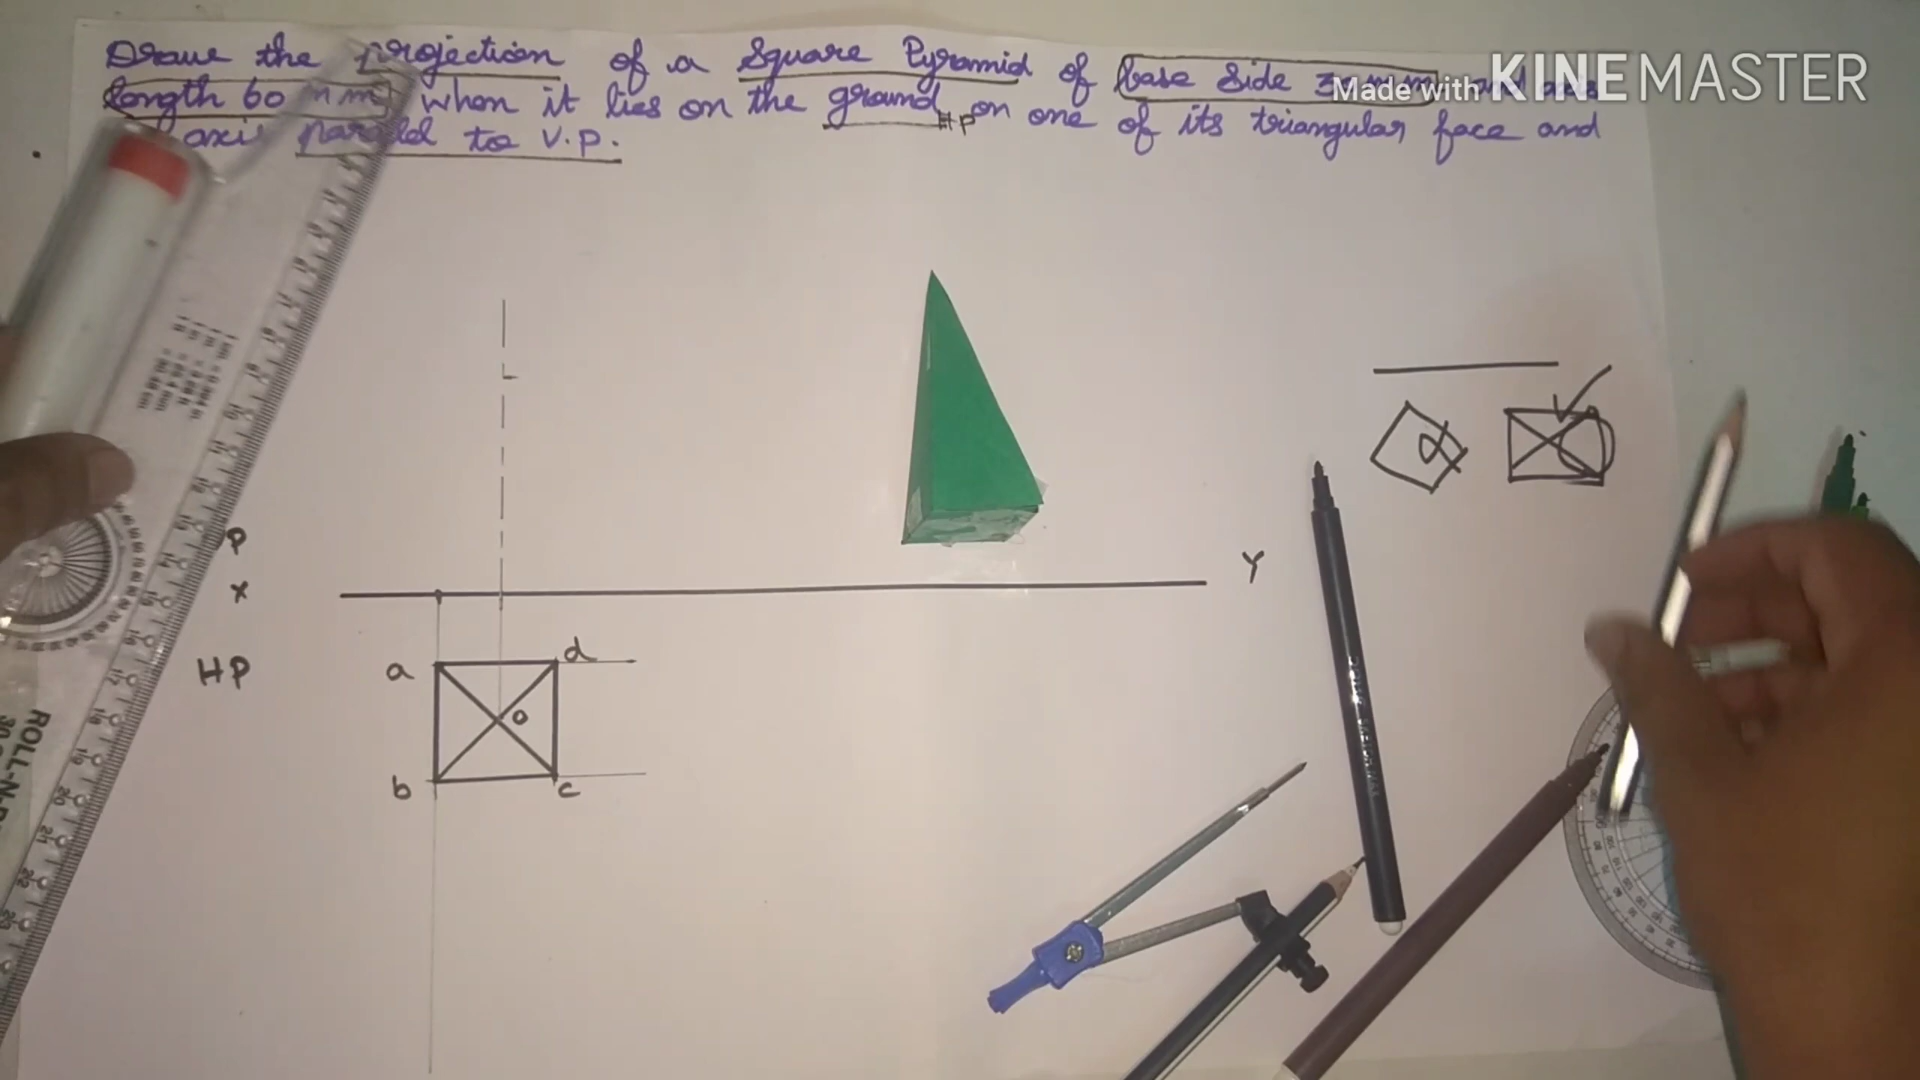 Draw the projection of a Square Pyramid of base side
Made with KINEMASTER
length 60 mm when it lies on the ground on one of its triangular face and
HP
axis parallel to V.P.
P
X
Y
HP
a
d
o
b
c
ROLL-N-